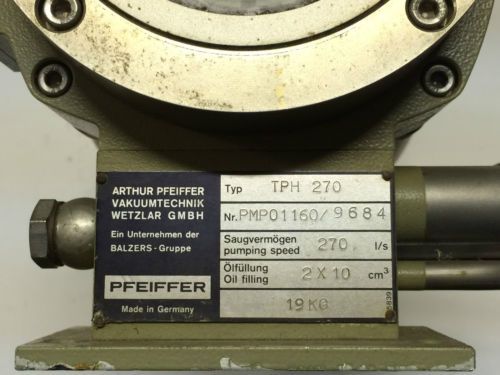 ARTHUR PFEIFFER
VAKUUMTECHNIK
WETZLAR GMBH
Ein Unternehmen der
BALZERS-Gruppe
PFEIFFER
Made in Germany
Typ TPH 270
Nr. PMP01160/9684
Saugvermögen
pumping speed 270 l/s
Ölfüllung
Oil filling 2 X 10 cm³
19 KG